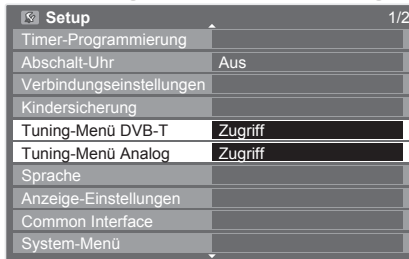 Setup 1/2
Timer-Programmierung
Abschalt-Uhr Aus
Verbindungseinstellungen
Kindersicherung
Tuning-Menü DVB-T Zugriff
Tuning-Menü Analog Zugriff
Sprache
Anzeige-Einstellungen
Common Interface
System-Menü